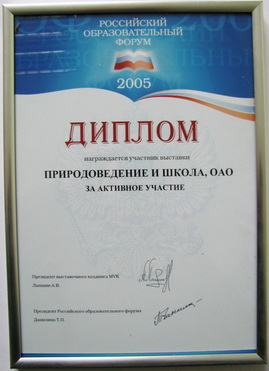 РОССИЙСКИЙ
ОБРАЗОВАТЕЛЬНЫЙ
ФОРУМ
2005
ДИПЛОМ
награждается участник выставки
ПРИРОДОВЕДЕНИЕ И ШКОЛА, ОАО
ЗА АКТИВНОЕ УЧАСТИЕ
Президент выставочного холдинга МVK
Лапшин А.В.
Президент Российского образовательного форума
Т.П.